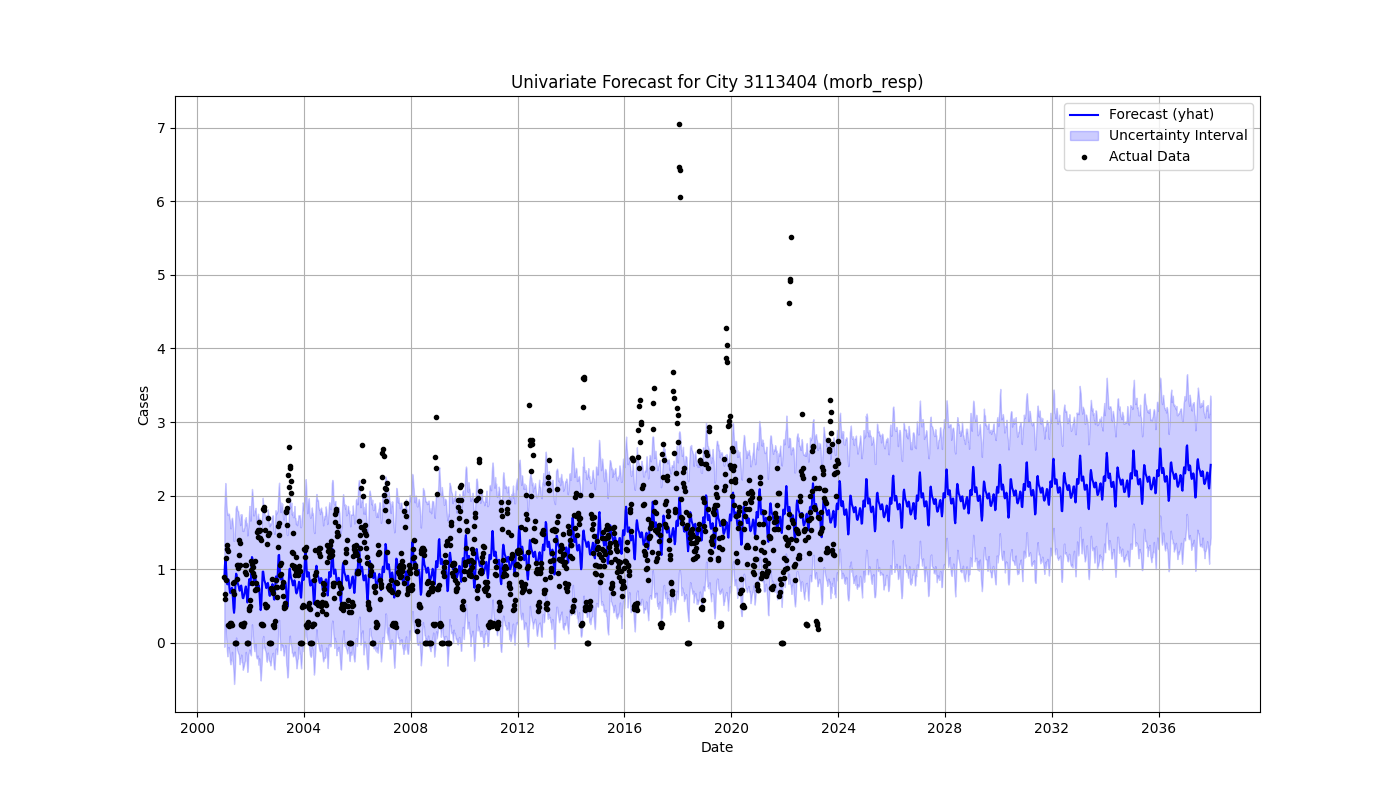 Univariate Forecast for City 3113404 (morb_resp)
Forecast (yhat)
Uncertainty Interval
Actual Data
Cases
7
6
5
4
3
2
1
0
2000 2004 2008 2012 2016 2020 2024 2028 2032 2036
Date